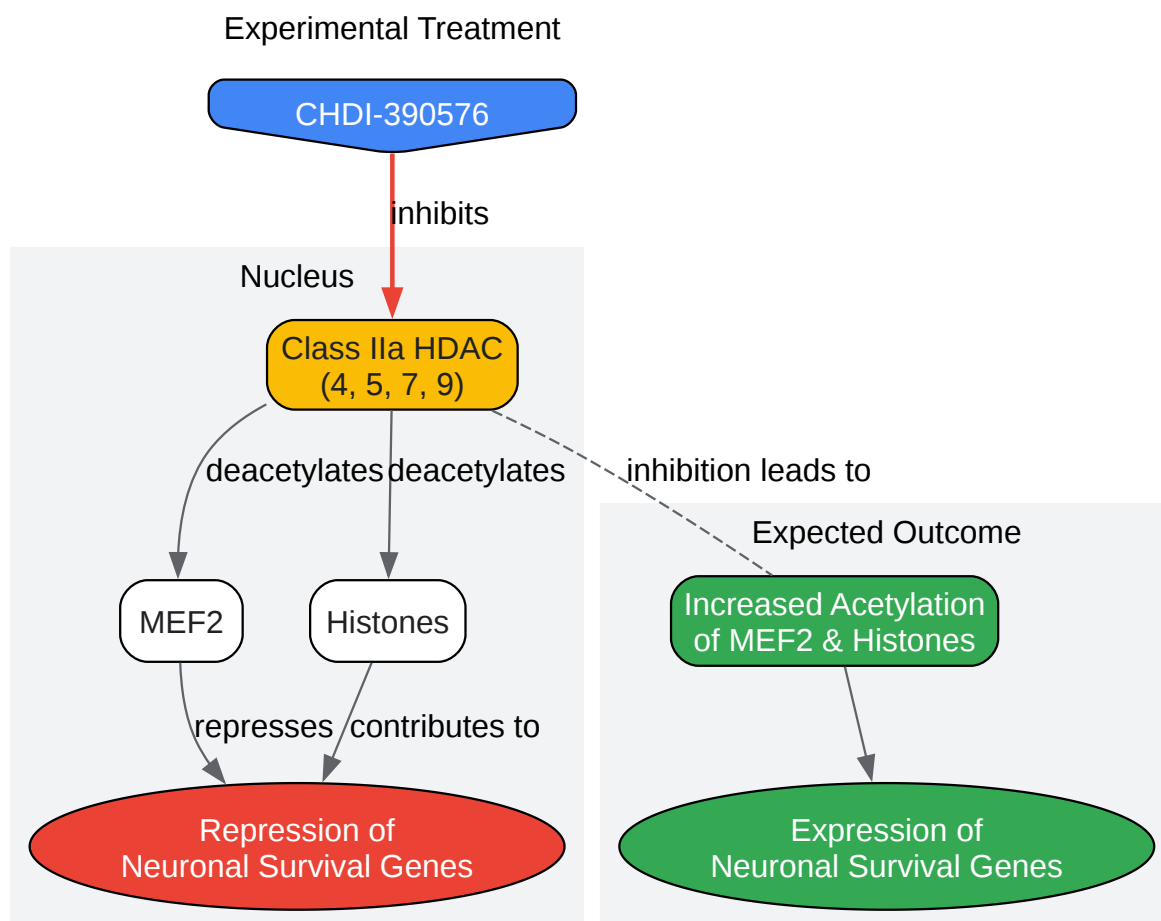 Experimental Treatment
CHDI-390576
inhibits
Nucleus
Class IIa HDAC
(4, 5, 7, 9)
deacetylates
deacetylates
inhibition leads to
Expected Outcome
MEF2
Histones
Increased Acetylation
of MEF2 & Histones
represses
contributes to
Repression of
Neuronal Survival Genes
Expression of
Neuronal Survival Genes